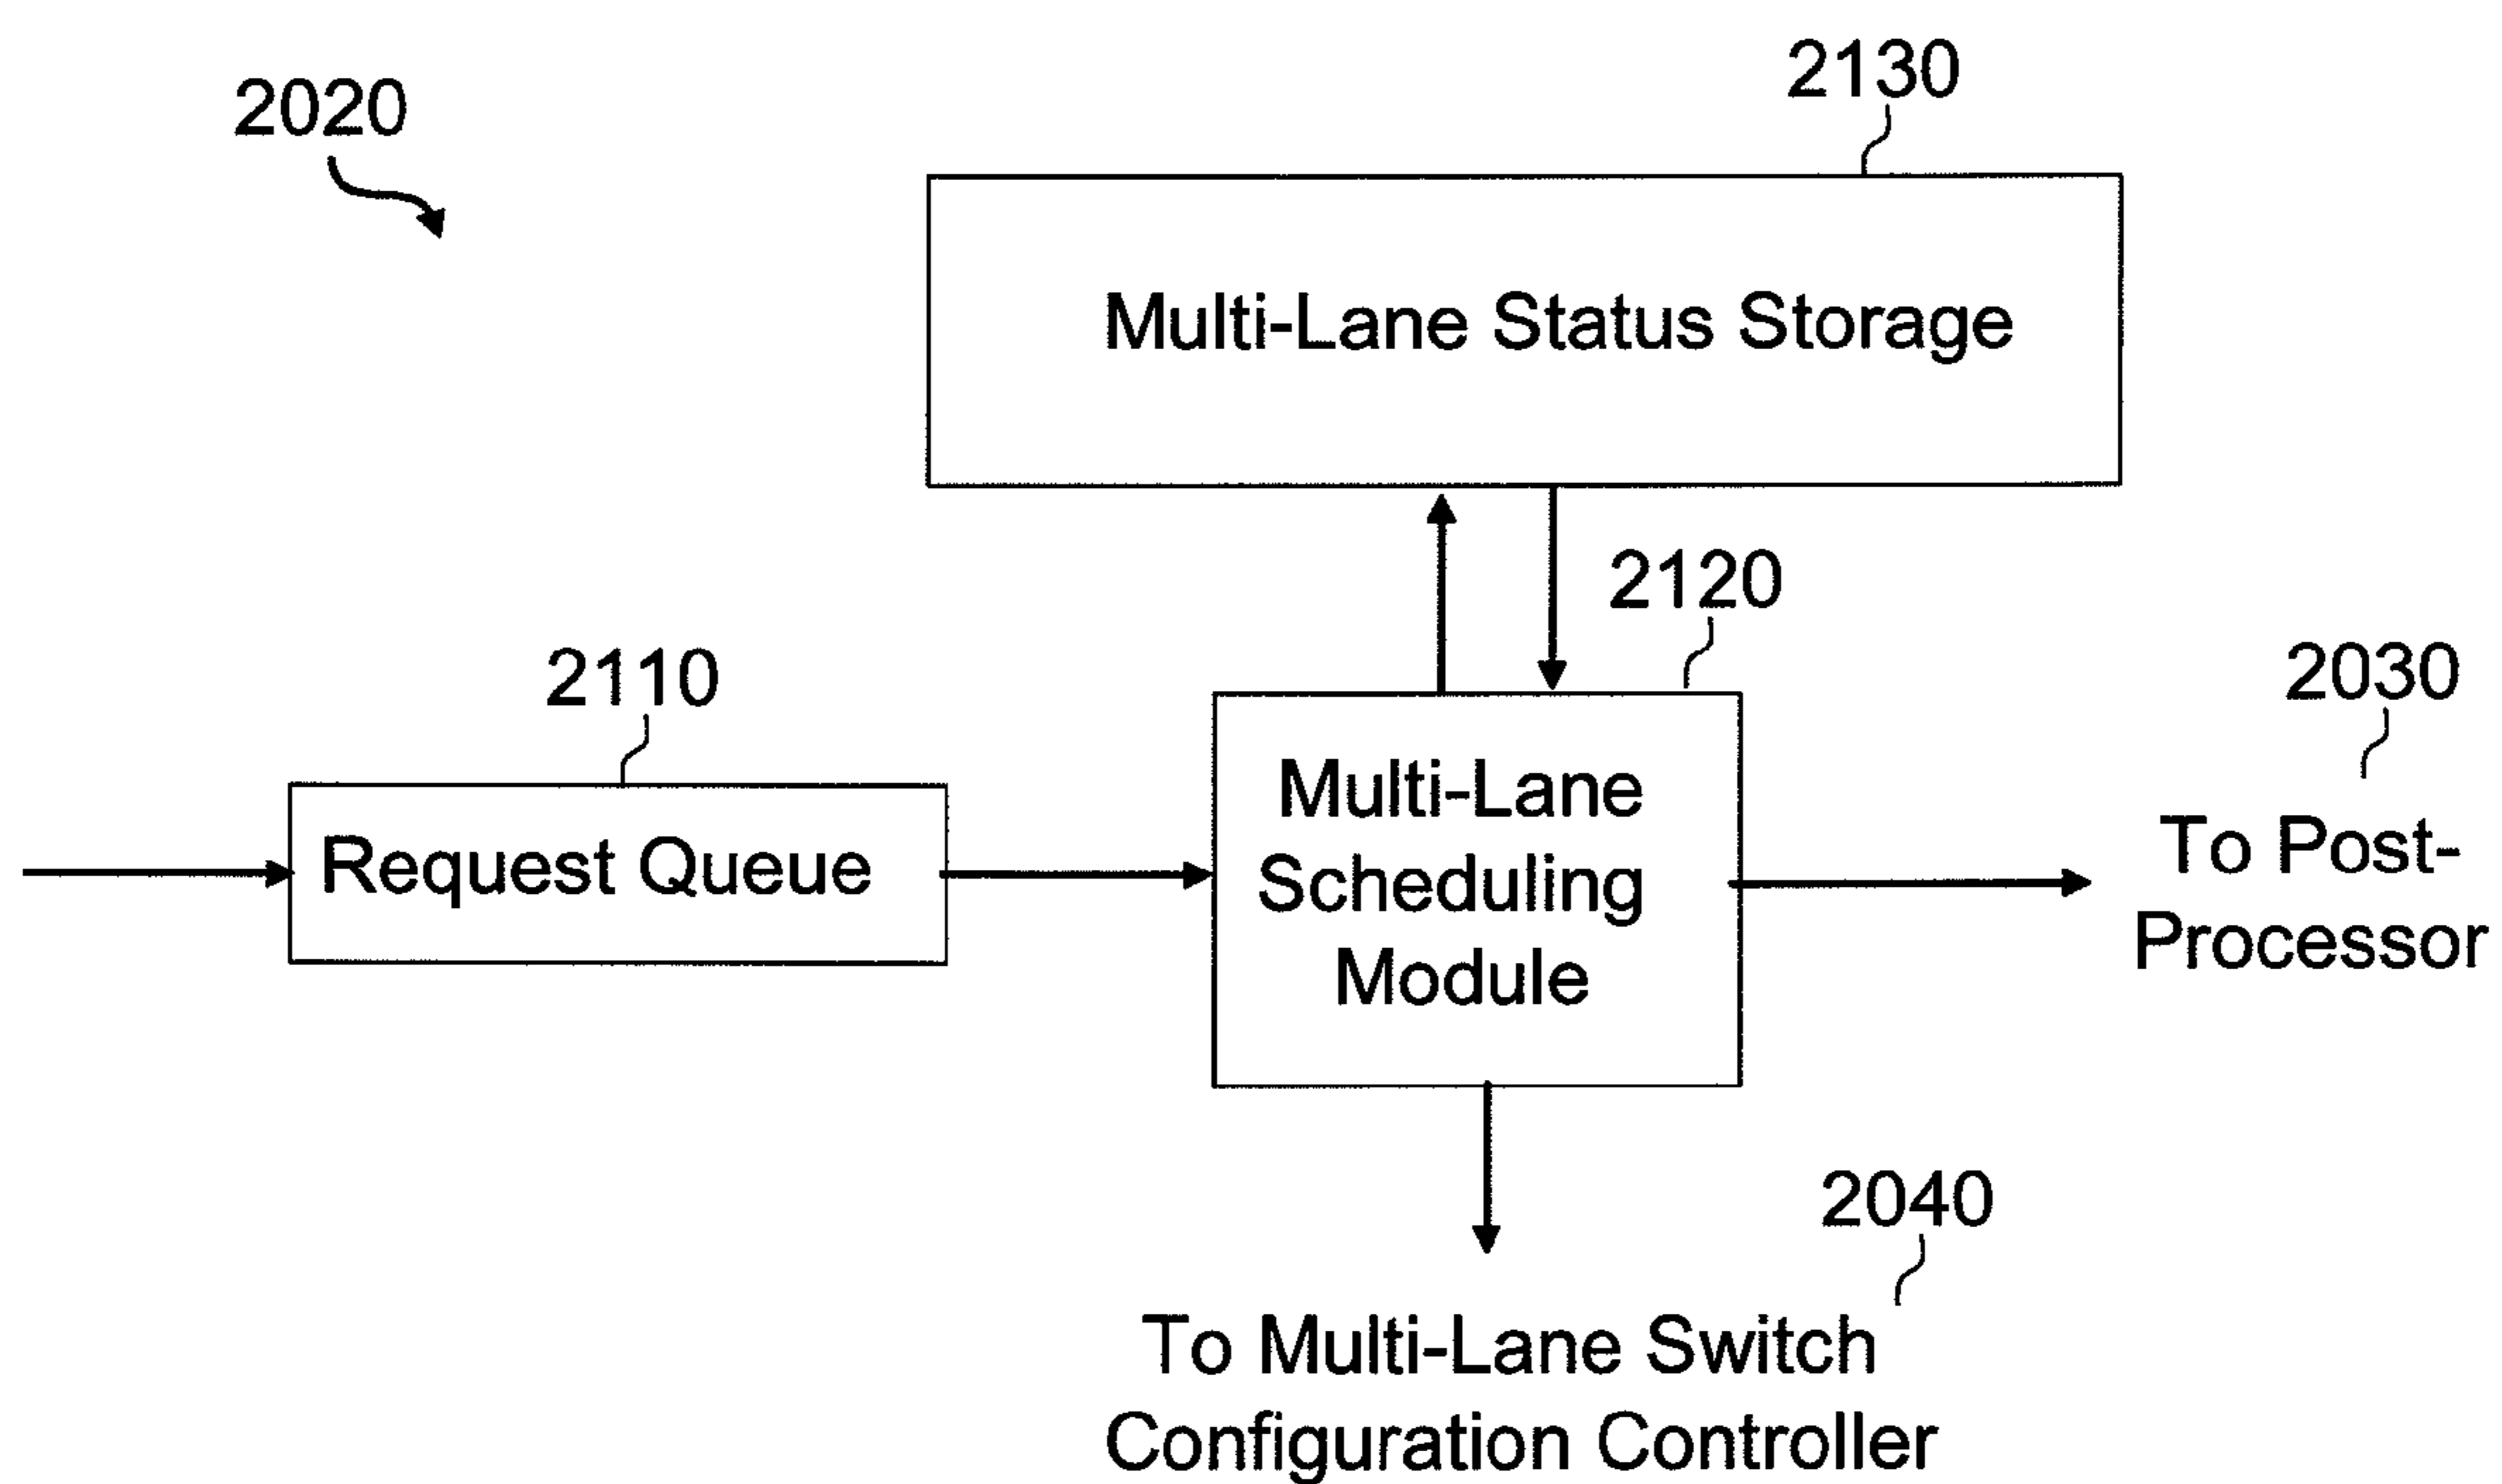 2130
2020
Multi-Lane Status Storage
2120
2110
2030
Multi-Lane
Scheduling
Module
Request Queue
To Post-
Processor
2040
To Multi-Lane Switch
Configuration Controller